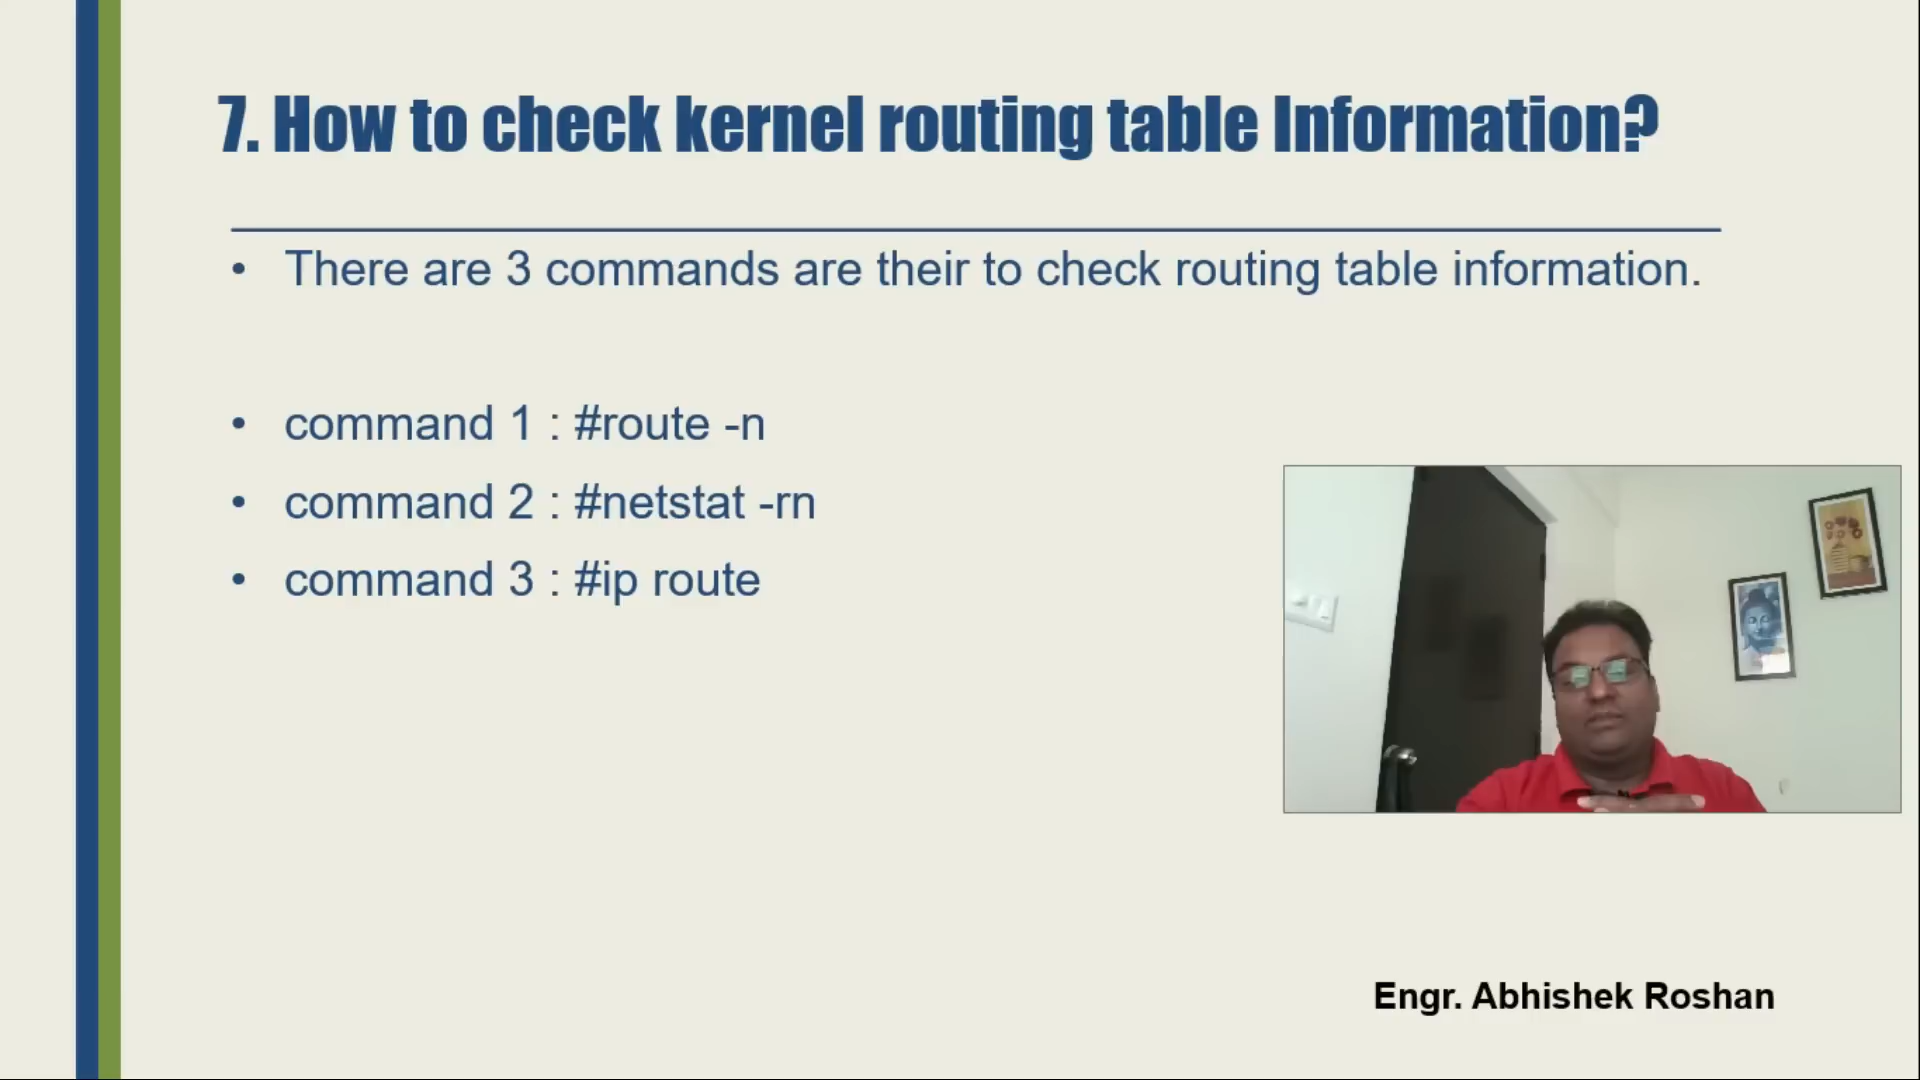 7. How to check kernel routing table Information?
• There are 3 commands are their to check routing table information.
• command 1 : #route -n
• command 2 : #netstat -rn
• command 3 : #ip route
Engr. Abhishek Roshan